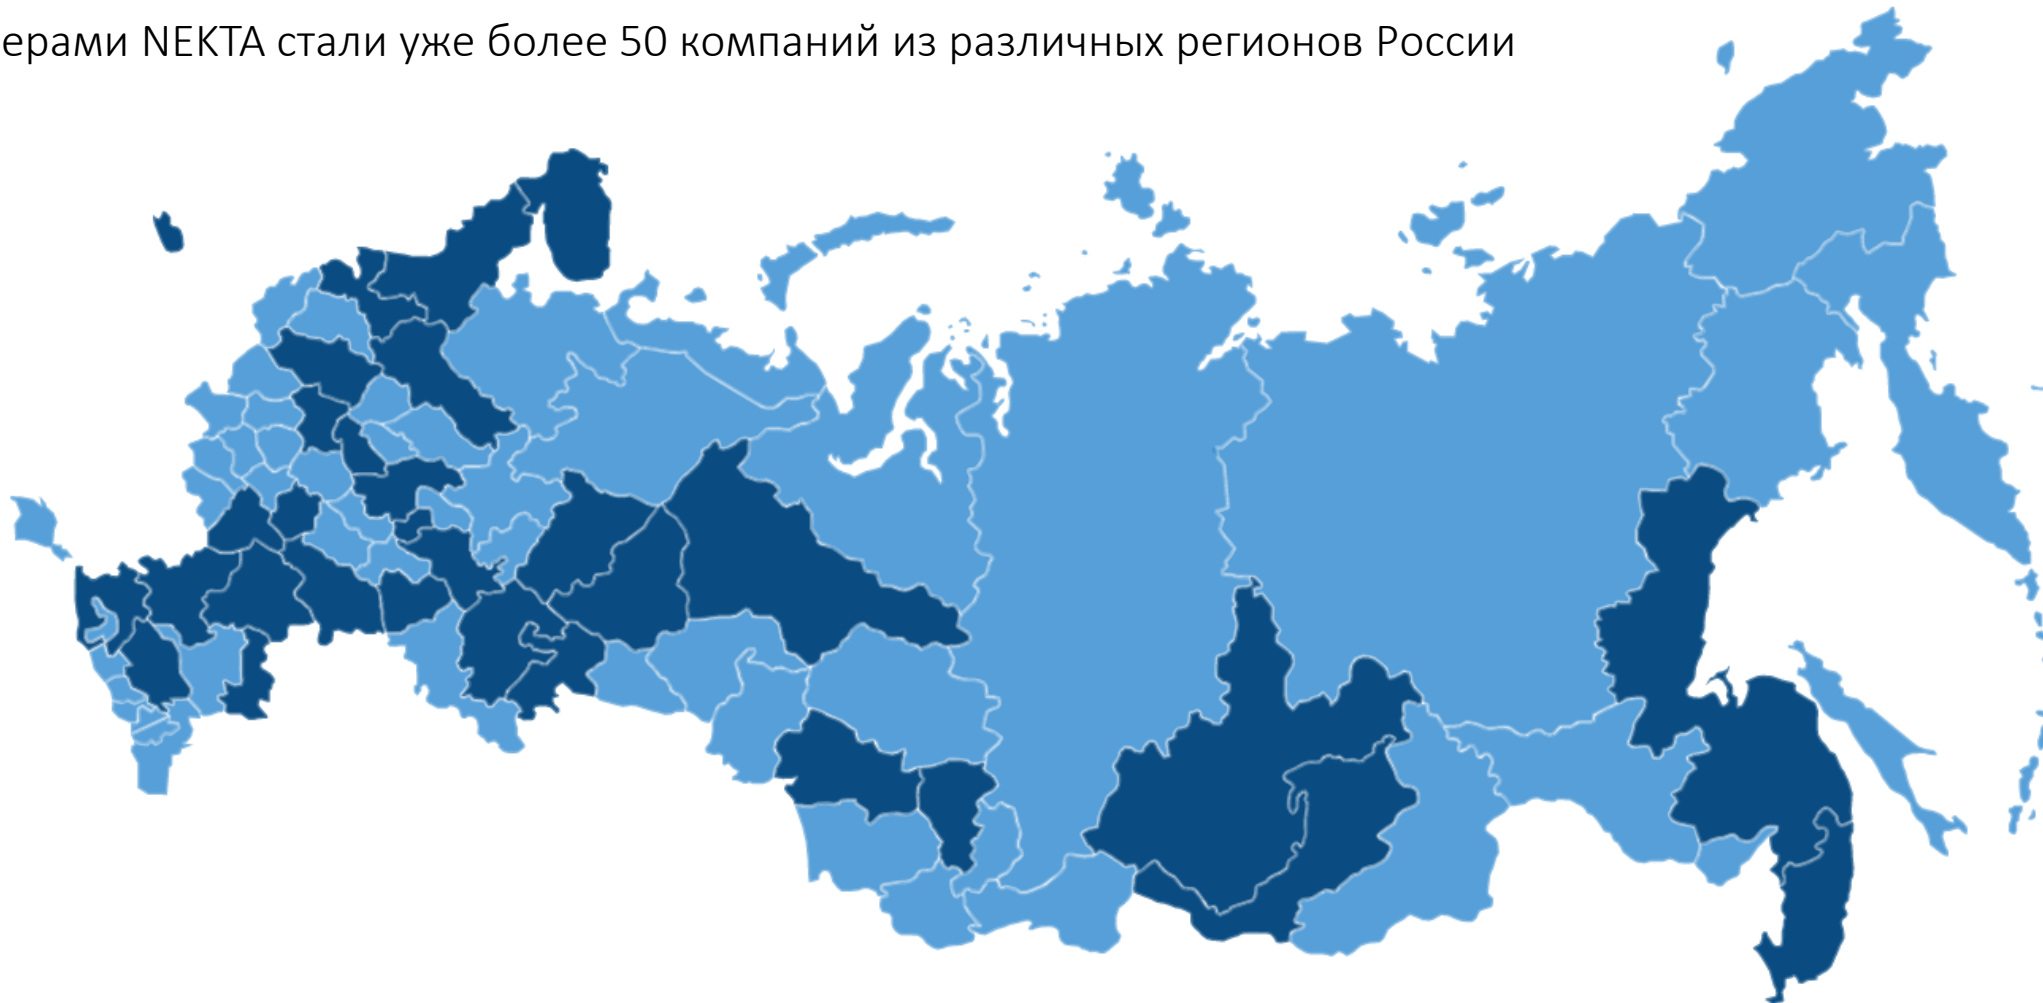 ерами NEKTA стали уже более 50 компаний из различных регионов России